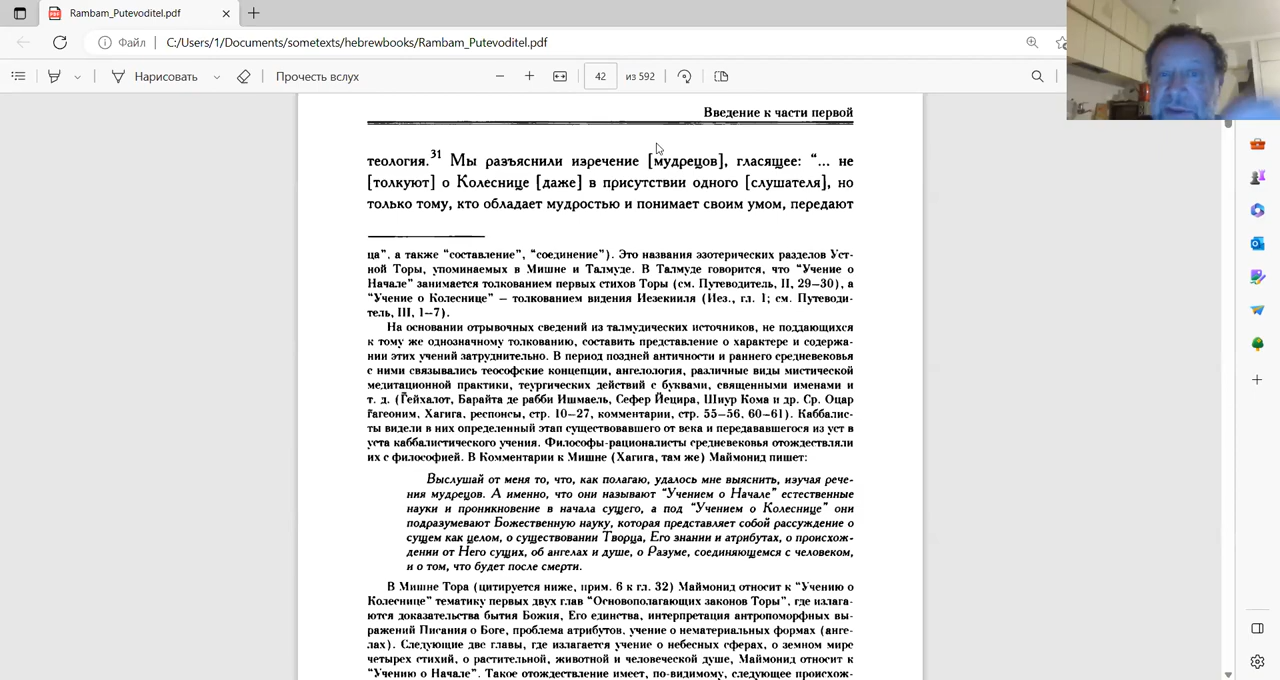 Rambam_Putevoditel.pdf
Файл
C:/Users/1/Documents/sometexts/hebrewbooks/Rambam_Putevoditel.pdf
Нарисовать
Прочесть вслух
42 из 592
Введение к части первой
теология.31 Мы разъяснили изречение [мудрецов], гласящее: “... не
[толкуют] о Колеснице [даже] в присутствии одного [слушателя], но
только тому, кто обладает мудростью и понимает своим умом, передают
ца”, а также “составление”, “соединение”). Это названия эзотерических разделов Уст-
ной Торы, упоминаемых в Мишне и Талмуде. В Талмуде говорится, что “Учение о
Начале” занимается толкованием первых стихов Торы (см. Путеводитель, II, 29–30), а
“Учение о Колеснице” – толкованием видения Иезекииля (Иез., гл. 1; см. Путеводи-
тель, III, 1–7).
На основании отрывочных сведений из талмудических источников, не поддающихся
к тому же однозначному толкованию, составить представление о характере и содержа-
нии этих учений затруднительно. В период поздней античности и раннего средневековья
с ними связывались теософские концепции, ангелология, различные виды мистической
медитационной практики, теургических действий с буквами, священными именами и
т. д. (Гейхалот, Барайта де рабби Ишмаель, Сефер Йецира, Шиур Кома и др. Ср. Оцар
гагеоним, Хагига, респонсы, стр. 10–27, комментарии, стр. 55–56, 60–61). Каббалис-
ты видели в них определенный этап существовавшего от века и передававшегося из уст в
уста каббалистического учения. Философы-рационалисты средневековья отождествляли
их с философией. В Комментарии к Мишне (Хагига, там же) Маймонид пишет:
Выслушай от меня то, что, как полагаю, удалось мне выяснить, изучая рече-
ния мудрецов. А именно, что они называют “Учением о Начале” естественные
науки и проникновение в начала сущего, а под “Учением о Колеснице” они
подразумевают Божественную науку, которая представляет собой рассуждение о
сущем как целом, о существовании Творца, Его знании и атрибутах, о происхож-
дении от Него сущих, об ангелах и душе, о Разуме, соединяющемся с человеком,
и о том, что будет после смерти.
В Мишне Тора (цитируется ниже, прим. 6 к гл. 32) Маймонид относит к “Учению о
Колеснице” тематику первых двух глав “Основополагающих законов Торы”, где излага-
ются доказательства бытия Божия, Его единства, интерпретация антропоморфных вы-
ражений Писания о Боге, проблема атрибутов, учение о нематериальных формах (анге-
лах). Следующие две главы, где излагается учение о небесных сферах, о земном мире
четырех стихий, о растительной, животной и человеческой душе, Маймонид относит к
“Учению о Начале”. Такое отождествление имеет, по-видимому, следующее происхож-